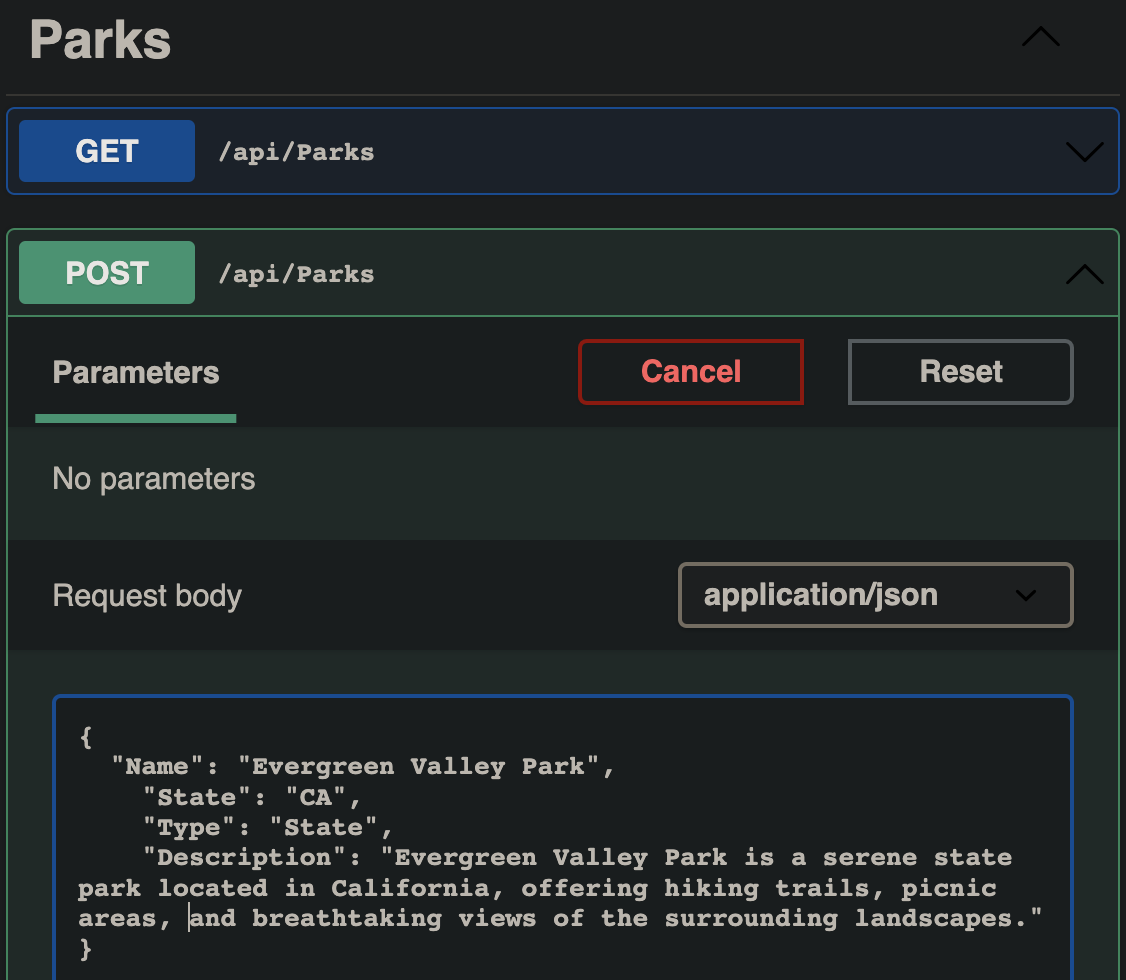 Parks
GET /api/Parks
POST /api/Parks
Parameters Cancel Reset
No parameters
Request body application/json
{
"Name": "Evergreen Valley Park",
"State": "CA",
"Type": "State",
"Description": "Evergreen Valley Park is a serene state
park located in California, offering hiking trails, picnic
areas, and breathtaking views of the surrounding landscapes."
}